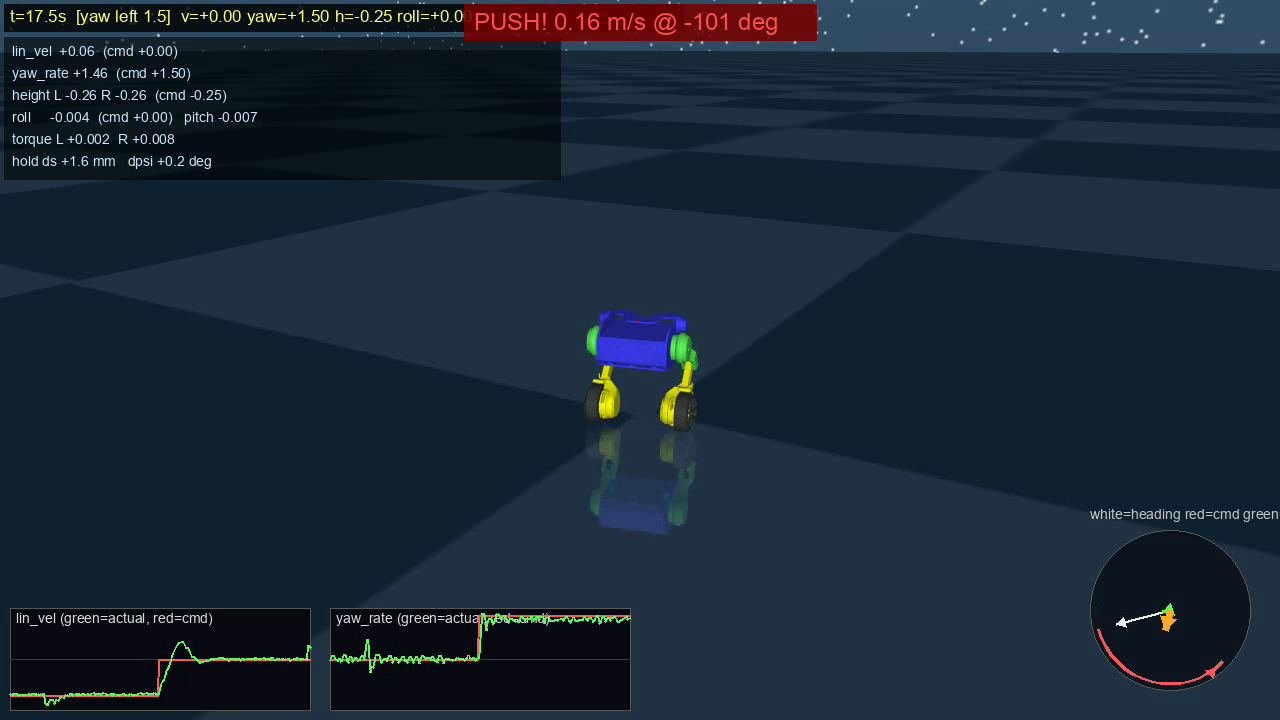 t=17.5s [yaw left 1.5] v=+0.00 yaw=+1.50 h=-0.25 roll=+0.00
PUSH! 0.16 m/s @ -101 deg
lin_vel +0.06 (cmd +0.00)
yaw_rate +1.46 (cmd +1.50)
height L -0.26 R -0.26 (cmd -0.25)
roll -0.004 (cmd +0.00) pitch -0.007
torque L +0.002 R +0.008
hold ds +1.6 mm dpsi +0.2 deg
white=heading red=cmd green
lin_vel (green=actual, red=cmd)
yaw_rate (green=actual, red=cmd)